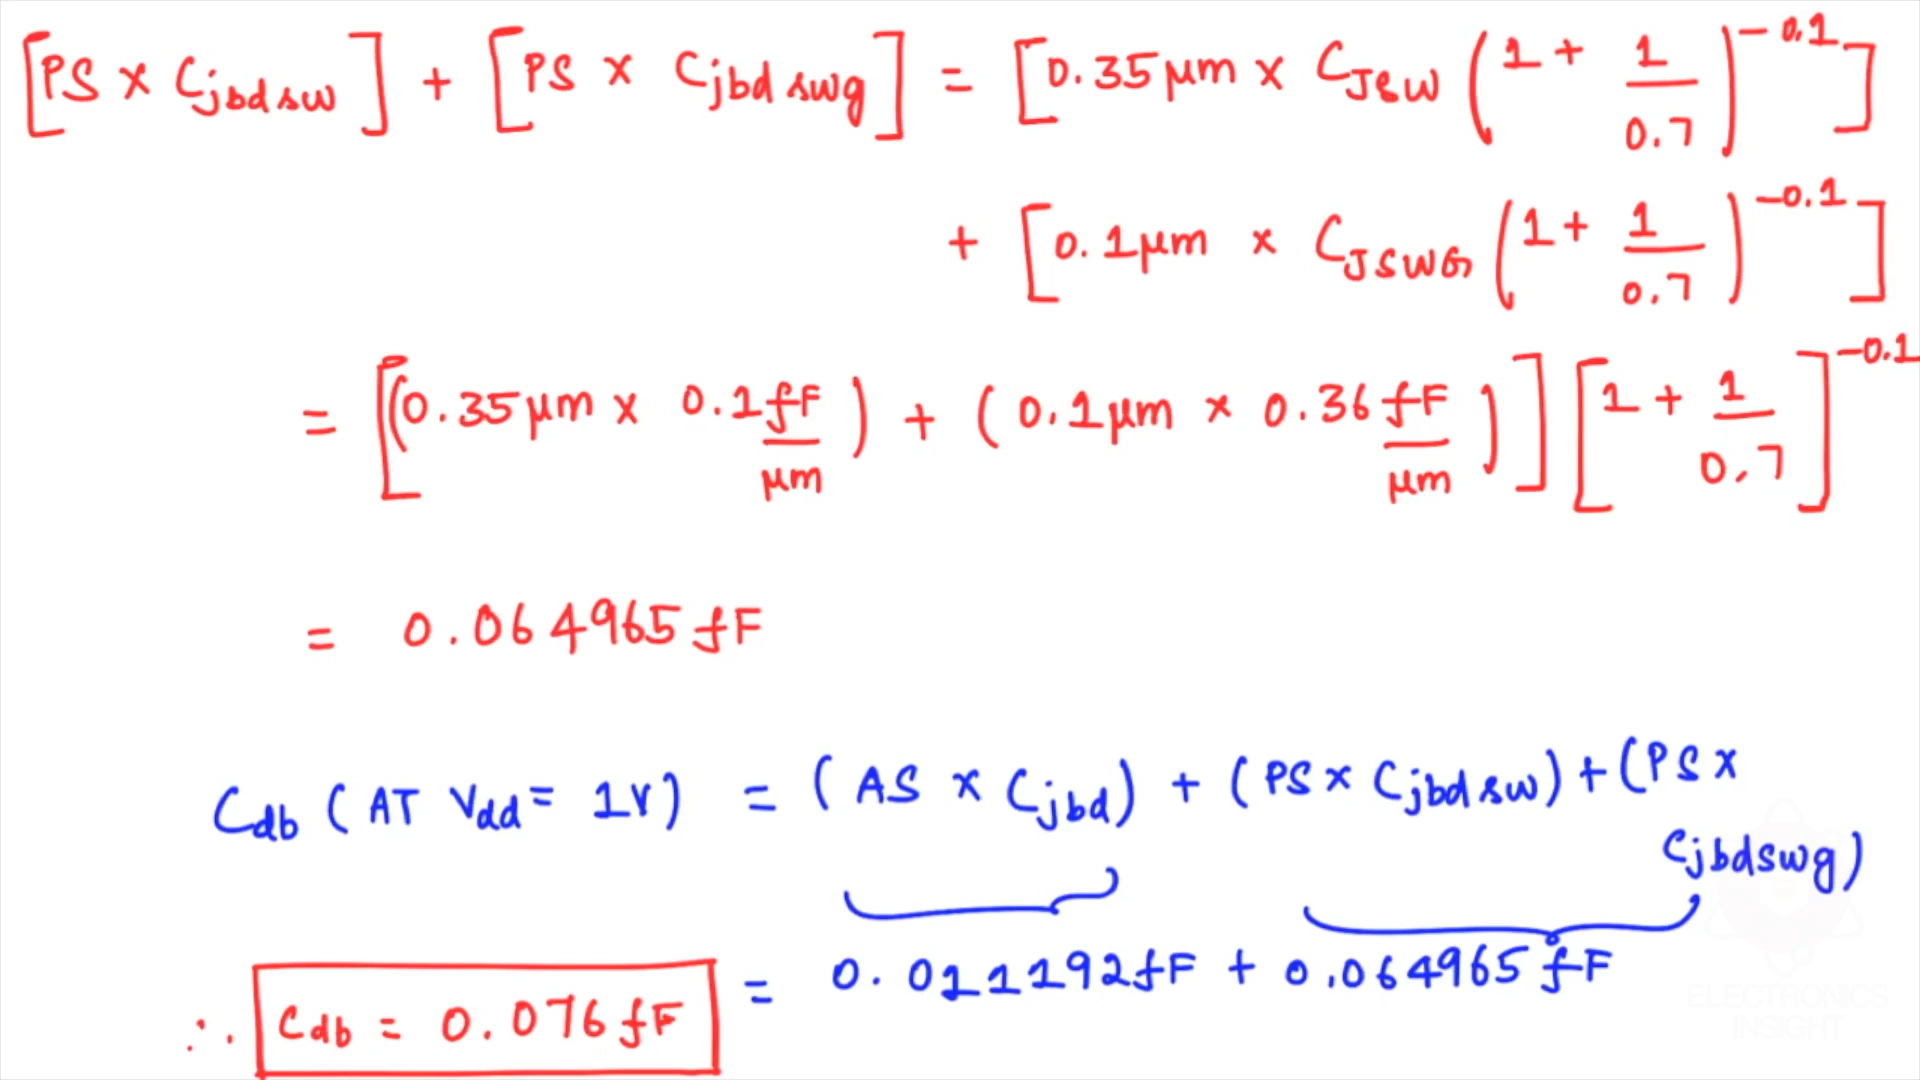 [PS x Cjbdsw] + [PS x Cjbdswg] = [0.35μm x CJSW (1 + 1/0.7)^-0.1]
+ [0.1μm x CJSWG (1 + 1/0.7)^-0.1]
= [(0.35μm x 0.1fF/μm) + (0.1μm x 0.36fF/μm)] [1 + 1/0.7]^-0.1
= 0.064965fF
Cdb (AT Vdd = 1V) = (AS x Cjbd) + (PS x Cjbdsw) + (PS x
Cjbdswg)
= 0.011192fF + 0.064965fF
∴ Cdb = 0.076fF
ELECTRONICS
INSIGHT